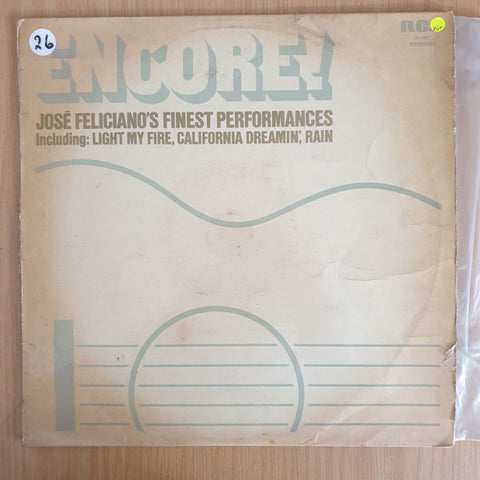 26
ENCORE!
RCA
JOSÉ FELICIANO'S FINEST PERFORMANCES
Including: LIGHT MY FIRE, CALIFORNIA DREAMIN', RAIN